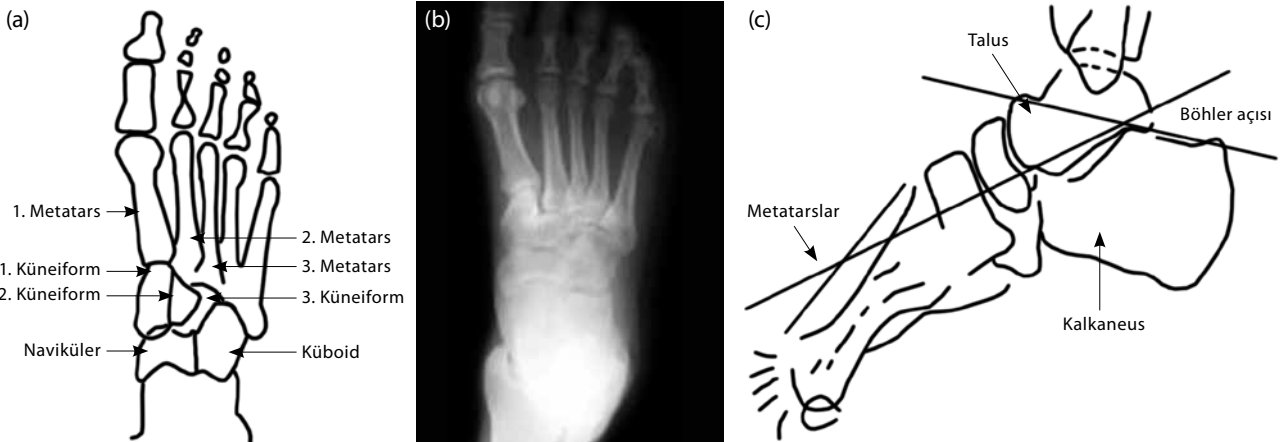 (a)
1. Metatars
2. Metatars
3. Metatars
1. Küneiform
2. Küneiform
3. Küneiform
Naviküler
Küboid
(b)
(c)
Talus
Böhler açısı
Metatarslar
Kalkaneus